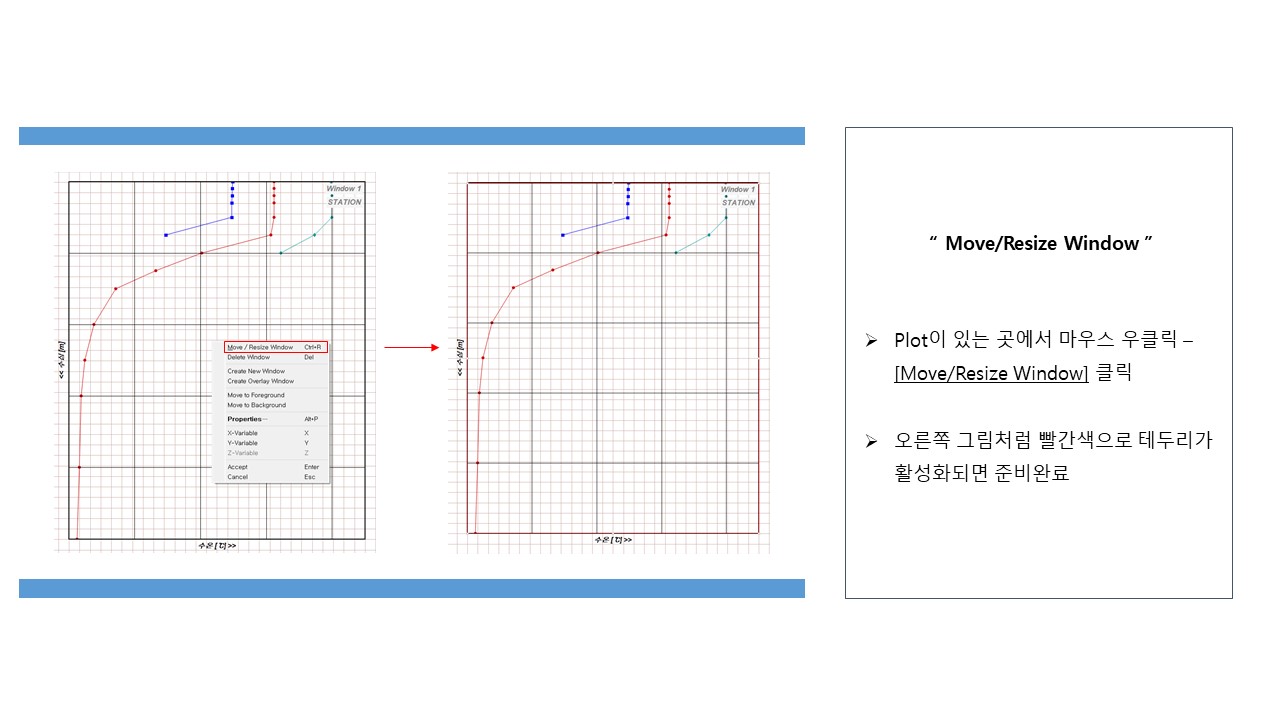 Window 1
STATION
<< 수심 [m]
Move / Resize Window Ctrl+R
Delete Window Del
Create New Window
Create Overlay Window
Move to Foreground
Move to Background
Properties··· Alt+P
X-Variable X
Y-Variable Y
Z-Variable Z
Accept Enter
Cancel Esc
수온 [℃] >>
Window 1
STATION
<< 수심 [m]
수온 [℃] >>
“ Move/Resize Window ”
➢ Plot이 있는 곳에서 마우스 우클릭 –
[Move/Resize Window] 클릭
➢ 오른쪽 그림처럼 빨간색으로 테두리가
활성화되면 준비완료